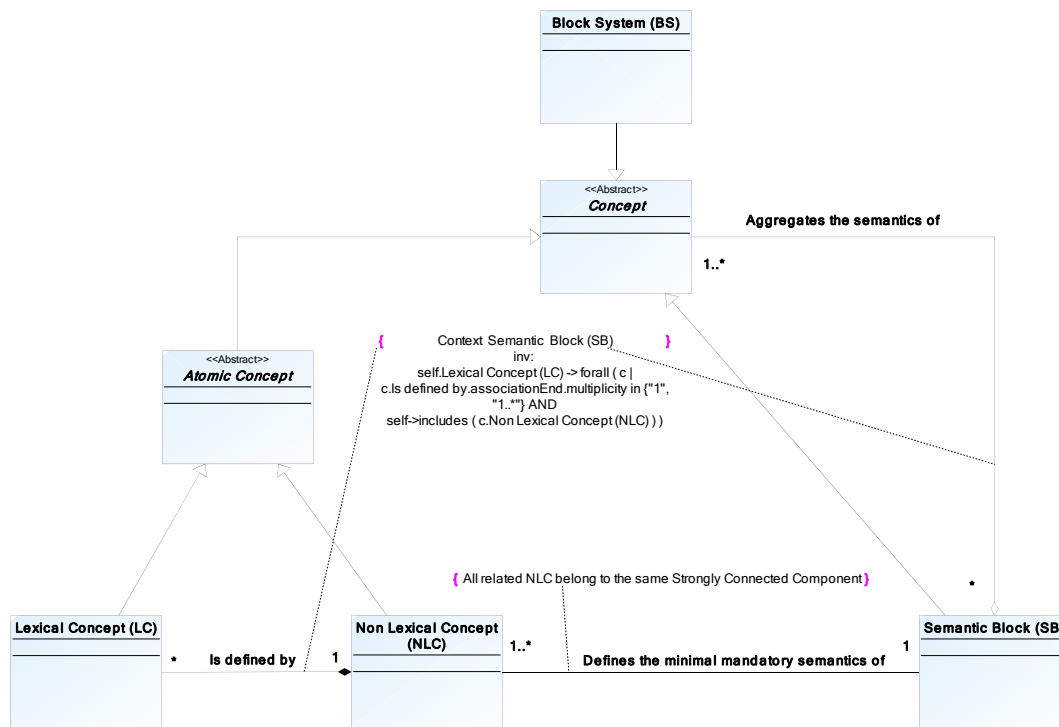 Block System (BS)
<<Abstract>>
Concept
Aggregates the semantics of
1..*
{ Context Semantic Block (SB) }
inv:
self.Lexical Concept (LC) -> forall ( c |
c.Is defined by.associationEnd.multiplicity in {"1",
"1..*"} AND
self->includes ( c.Non Lexical Concept (NLC) ) )
<<Abstract>>
Atomic Concept
{ All related NLC belong to the same Strongly Connected Component }
*
Lexical Concept (LC)
Non Lexical Concept
(NLC)
Semantic Block (SB
* Is defined by 1
1..* Defines the minimal mandatory semantics of 1